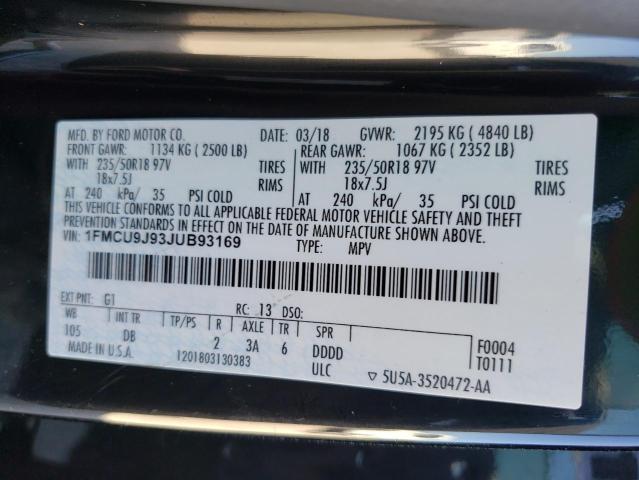 MFD. BY FORD MOTOR CO. DATE: 03/18 GVWR: 2195 KG ( 4840 LB)
FRONT GAWR: 1134 KG ( 2500 LB) REAR GAWR: 1067 KG ( 2352 LB)
WITH 235/50R18 97V TIRES WITH 235/50R18 97V TIRES
18x7.5J RIMS 18x7.5J RIMS
AT 240 kPa/ 35 PSI COLD AT 240 kPa/ 35 PSI COLD
THIS VEHICLE CONFORMS TO ALL APPLICABLE FEDERAL MOTOR VEHICLE SAFETY AND THEFT
PREVENTION STANDARDS IN EFFECT ON THE DATE OF MANUFACTURE SHOWN ABOVE.
VIN: 1FMCU9J93JUB93169 TYPE: MPV
EXT PNT: G1 RC: 13 DSO:
WB INT TR TP/PS R AXLE TR SPR F0004
105 DB 2 3A 6 DDDD T0111
MADE IN U.S.A. 1201803130383 ULC ▽ 5U5A-3520472-AA